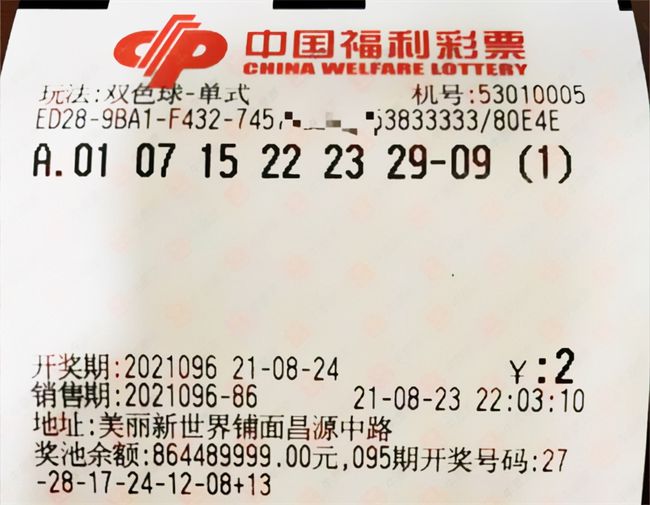 中国福利彩票
CHINA WELFARE LOTTERY
玩法:双色球-单式 机号:53010005
ED28-9BA1-F432-745 3833333/80E4E
A.01 07 15 22 23 29-09 (1)
开奖期:2021096 21-08-24 ¥:2
销售期:2021096-86 21-08-23 22:03:10
地址:美丽新世界铺面昌源中路
奖池余额:864489999.00元,095期开奖号码:27
-28-17-24-12-08+13